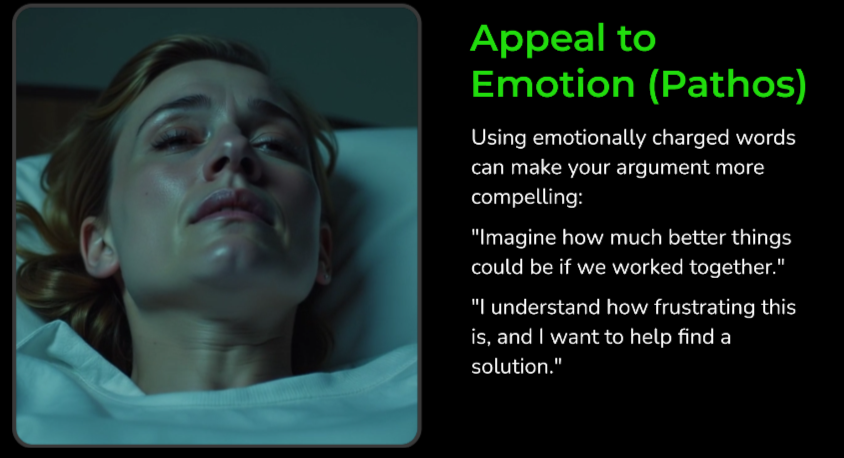 Appeal to
Emotion (Pathos)
Using emotionally charged words
can make your argument more
compelling:
"Imagine how much better things
could be if we worked together."
"I understand how frustrating this
is, and I want to help find a
solution."